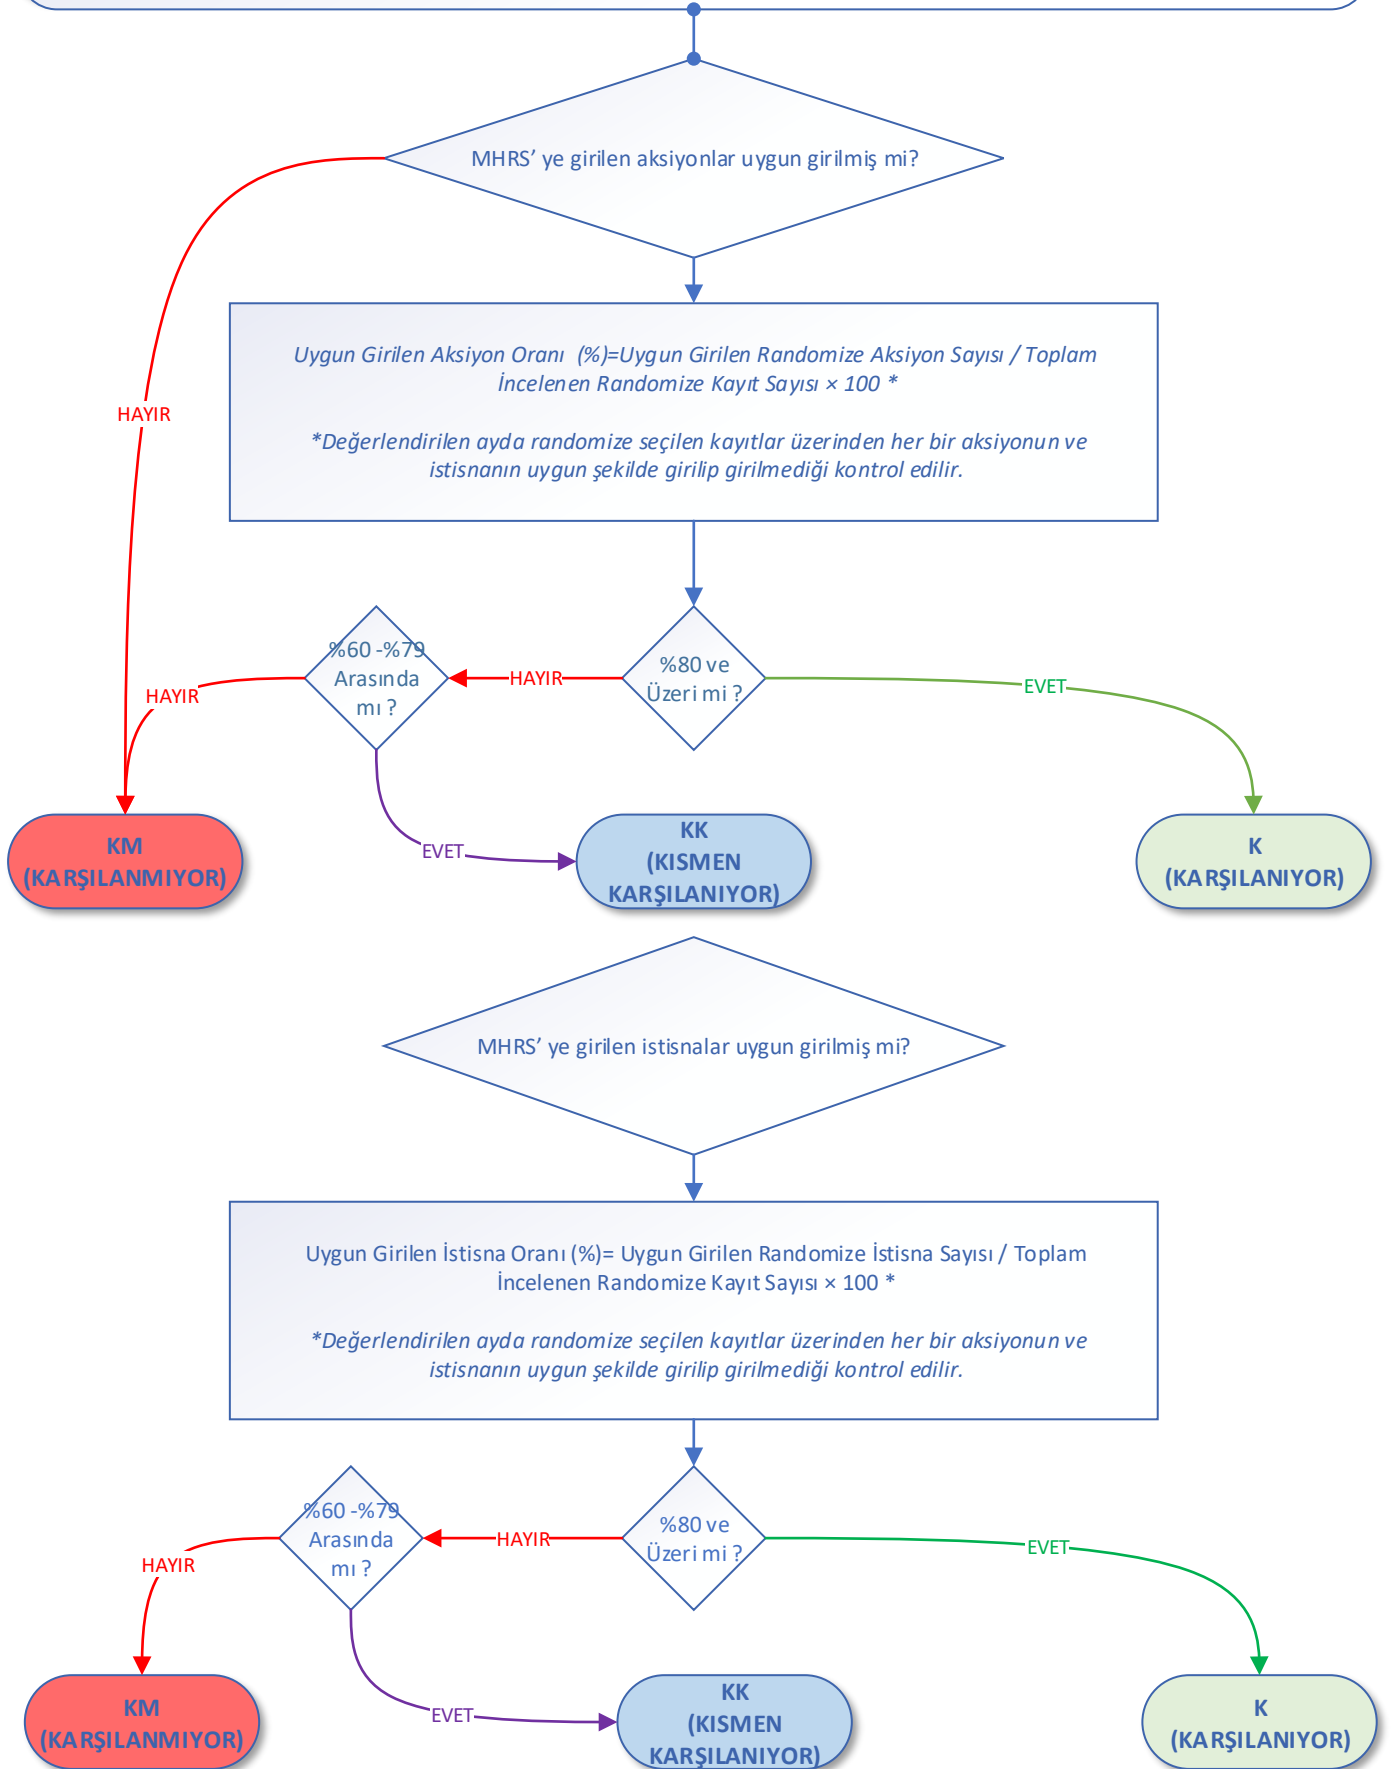 MHRS’ ye girilen aksiyonlar uygun girilmiş mi?
Uygun Girilen Aksiyon Oranı (%)=Uygun Girilen Randomize Aksiyon Sayısı / Toplam
İncelenen Randomize Kayıt Sayısı × 100 *
*Değerlendirilen ayda randomize seçilen kayıtlar üzerinden her bir aksiyonun ve
istisnanın uygun şekilde girilip girilmediği kontrol edilir.
HAYIR
%60 -%79
Arasında
mı ?
HAYIR
%80 ve
Üzeri mi ?
EVET
HAYIR
EVET
KM
(KARŞILANMIYOR)
KK
(KISMEN
KARŞILANIYOR)
K
(KARŞILANIYOR)
MHRS’ ye girilen istisnalar uygun girilmiş mi?
Uygun Girilen İstisna Oranı (%)= Uygun Girilen Randomize İstisna Sayısı / Toplam
İncelenen Randomize Kayıt Sayısı × 100 *
*Değerlendirilen ayda randomize seçilen kayıtlar üzerinden her bir aksiyonun ve
istisnanın uygun şekilde girilip girilmediği kontrol edilir.
%60 -%79
Arasında
mı ?
HAYIR
%80 ve
Üzeri mi ?
EVET
HAYIR
EVET
KM
(KARŞILANMIYOR)
KK
(KISMEN
KARŞILANIYOR)
K
(KARŞILANIYOR)